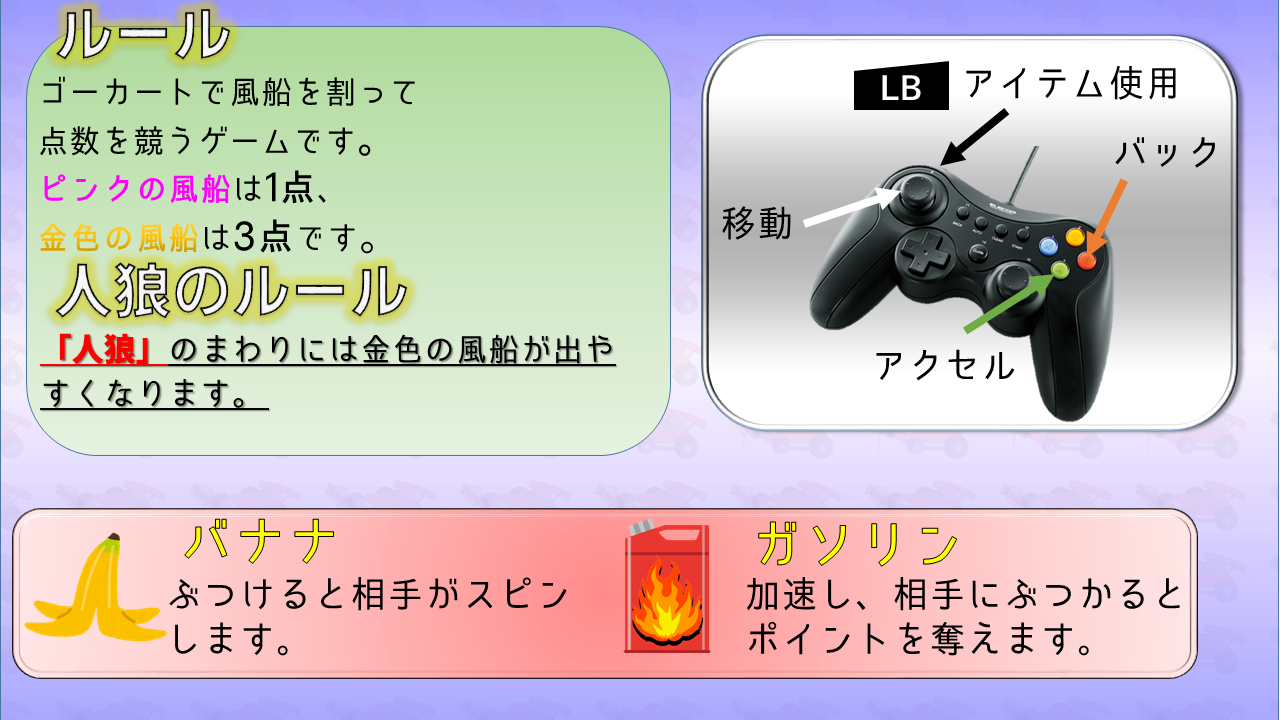 ルール
ゴーカートで風船を割って
点数を競うゲームです。
ピンクの風船は1点、
金色の風船は3点です。
人狼のルール
「人狼」のまわりには金色の風船が出や
すくなります。
LB アイテム使用
バック
移動
アクセル
バナナ
ぶつけると相手がスピン
します。
ガソリン
加速し、相手にぶつかると
ポイントを奪えます。